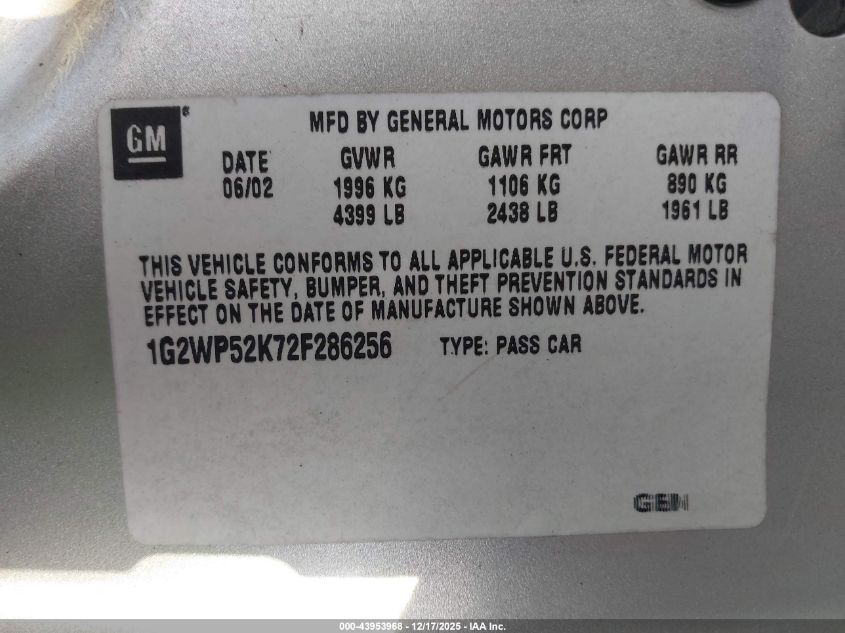 GM
MFD BY GENERAL MOTORS CORP
DATE GVWR GAWR FRT GAWR RR
06/02 1996 KG 1106 KG 890 KG
4399 LB 2438 LB 1961 LB
THIS VEHICLE CONFORMS TO ALL APPLICABLE U.S. FEDERAL MOTOR
VEHICLE SAFETY, BUMPER, AND THEFT PREVENTION STANDARDS IN
EFFECT ON THE DATE OF MANUFACTURE SHOWN ABOVE.
1G2WP52K72F286256 TYPE: PASS CAR
000-43953968 - 12/17/2025 - IAA Inc.